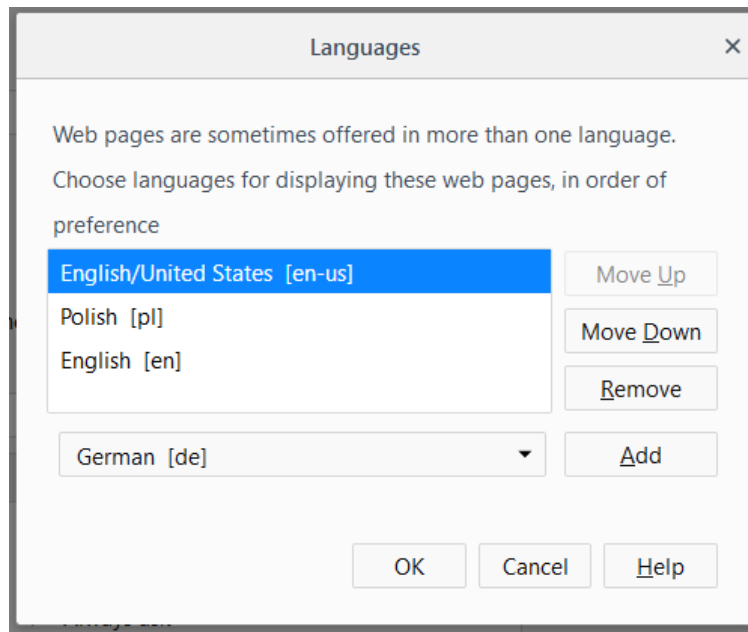 Languages
Web pages are sometimes offered in more than one language.
Choose languages for displaying these web pages, in order of
preference
English/United States [en-us]
Move Up
Polish [pl]
Move Down
English [en]
Remove
German [de]
Add
OK
Cancel
Help